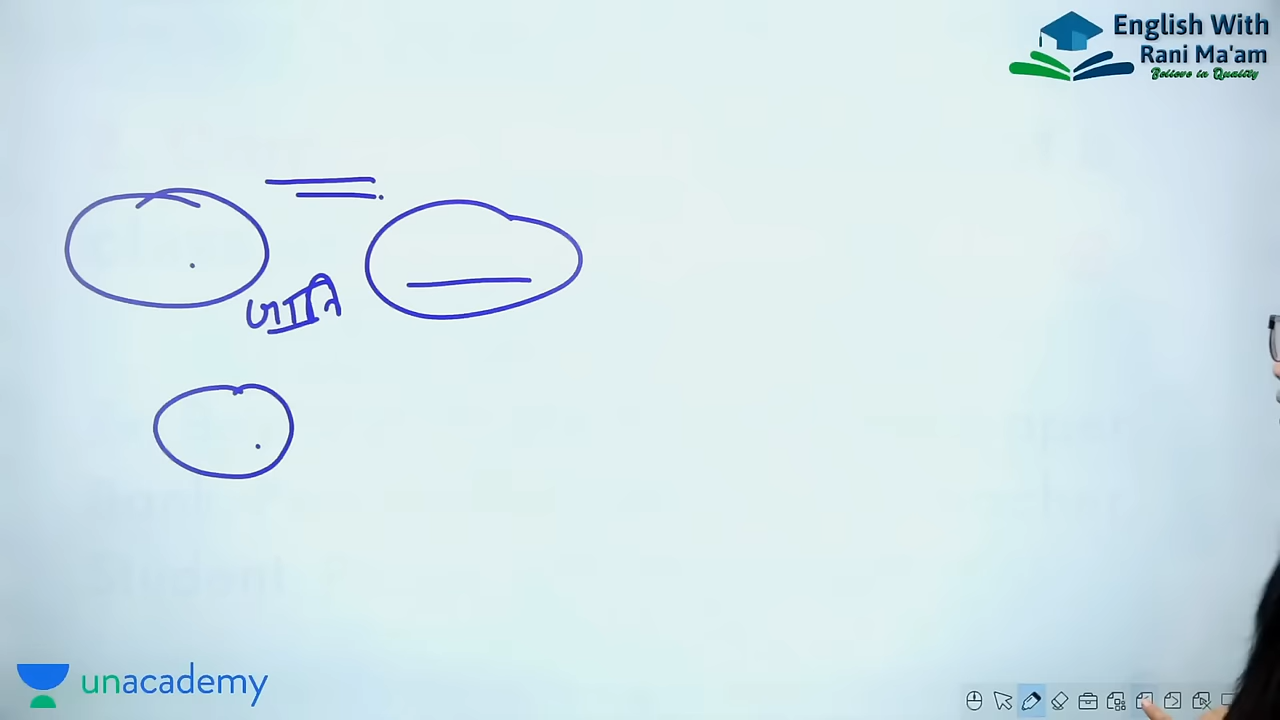 English With
Rani Ma'am
Believe in Quality
जाति
unacademy